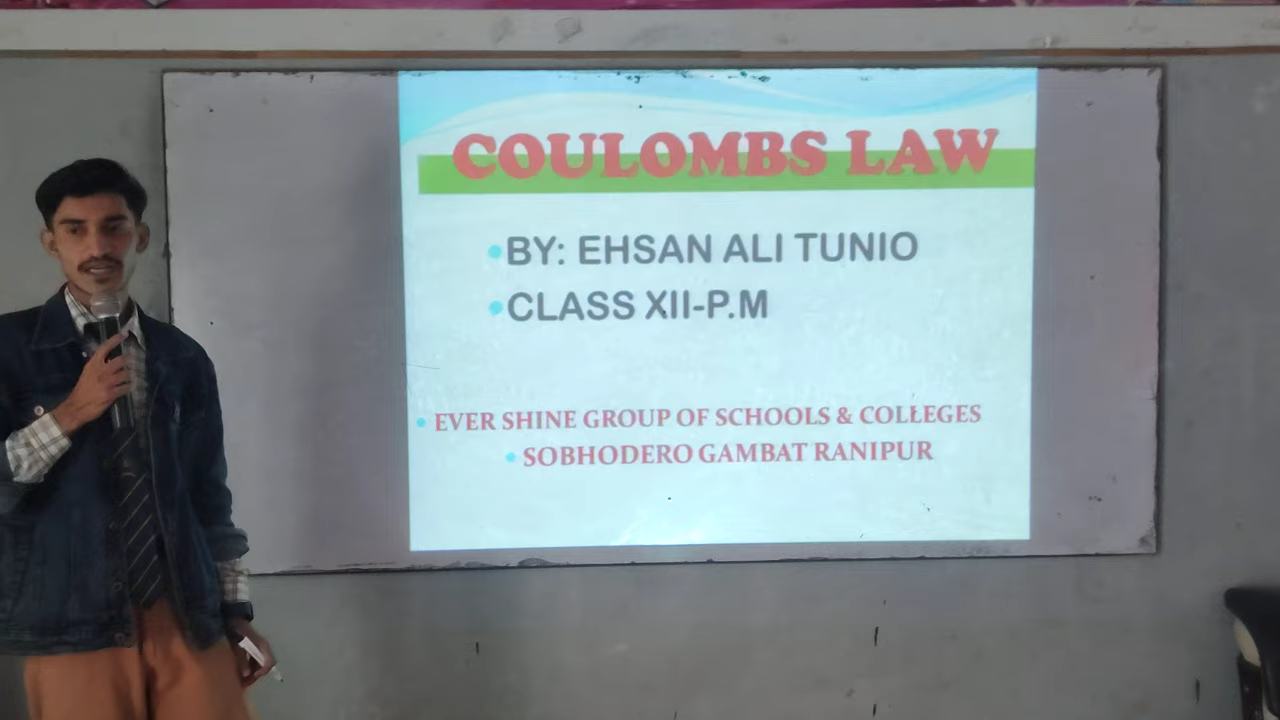 COULOMBS LAW
•BY: EHSAN ALI TUNIO
•CLASS XII-P.M
• EVER SHINE GROUP OF SCHOOLS & COLLEGES
• SOBHODERO GAMBAT RANIPUR